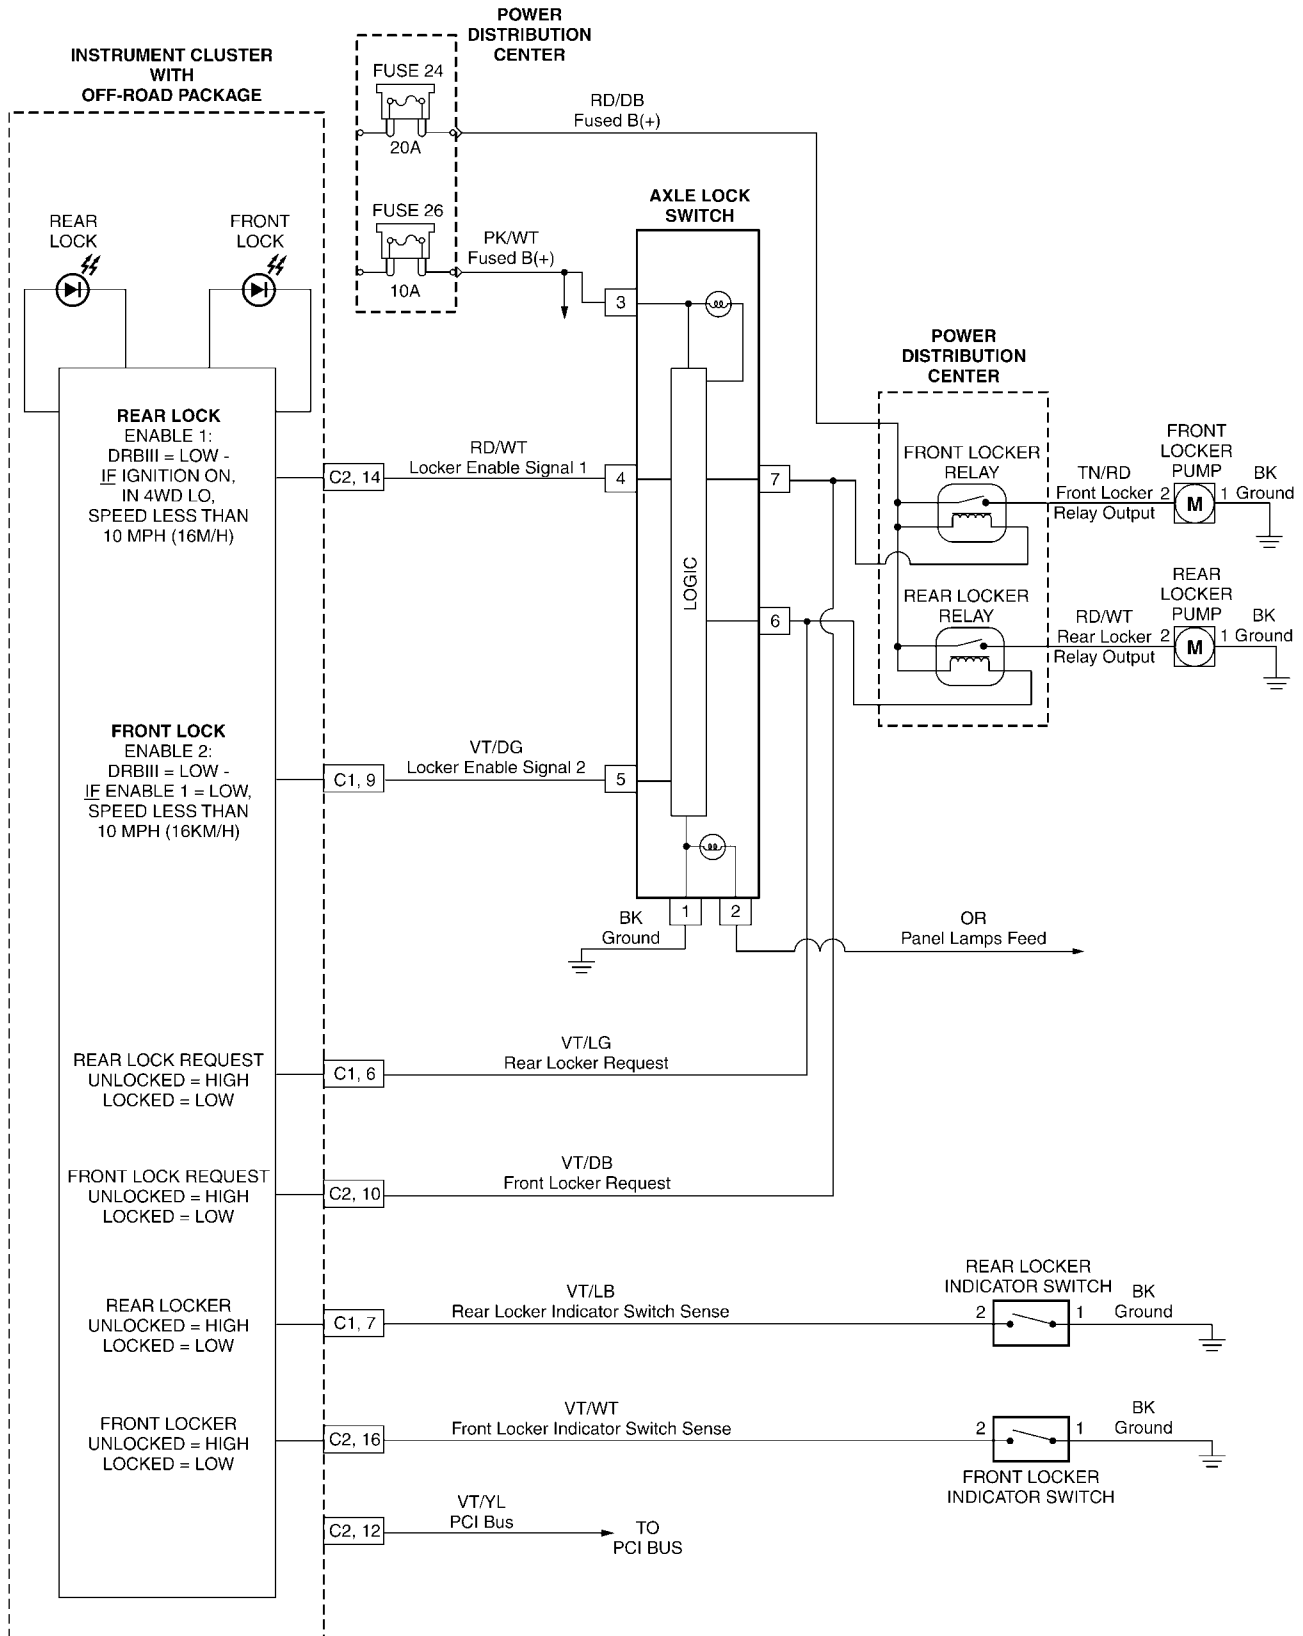 POWER
DISTRIBUTION
CENTER
INSTRUMENT CLUSTER
WITH
OFF-ROAD PACKAGE
FUSE 24
20A
RD/DB
Fused B(+)
FUSE 26
10A
PK/WT
Fused B(+)
AXLE LOCK
SWITCH
REAR
LOCK
FRONT
LOCK
3
POWER
DISTRIBUTION
CENTER
REAR LOCK
ENABLE 1:
DRBIII = LOW -
IF IGNITION ON,
IN 4WD LO,
SPEED LESS THAN
10 MPH (16M/H)
C2, 14
RD/WT
Locker Enable Signal 1
4
7
LOGIC
6
FRONT LOCKER
RELAY
TN/RD
Front Locker
Relay Output
FRONT
LOCKER
PUMP
2
M
1
BK
Ground
REAR LOCKER
RELAY
RD/WT
Rear Locker
Relay Output
REAR
LOCKER
PUMP
2
M
1
BK
Ground
FRONT LOCK
ENABLE 2:
DRBIII = LOW -
IF ENABLE 1 = LOW,
SPEED LESS THAN
10 MPH (16KM/H)
C1, 9
VT/DG
Locker Enable Signal 2
5
1
2
BK
Ground
OR
Panel Lamps Feed
REAR LOCK REQUEST
UNLOCKED = HIGH
LOCKED = LOW
C1, 6
VT/LG
Rear Locker Request
FRONT LOCK REQUEST
UNLOCKED = HIGH
LOCKED = LOW
C2, 10
VT/DB
Front Locker Request
REAR LOCKER
UNLOCKED = HIGH
LOCKED = LOW
C1, 7
VT/LB
Rear Locker Indicator Switch Sense
REAR LOCKER
INDICATOR SWITCH
2
1
BK
Ground
FRONT LOCKER
UNLOCKED = HIGH
LOCKED = LOW
C2, 16
VT/WT
Front Locker Indicator Switch Sense
2
1
BK
Ground
FRONT LOCKER
INDICATOR SWITCH
C2, 12
VT/YL
PCI Bus
TO
PCI BUS